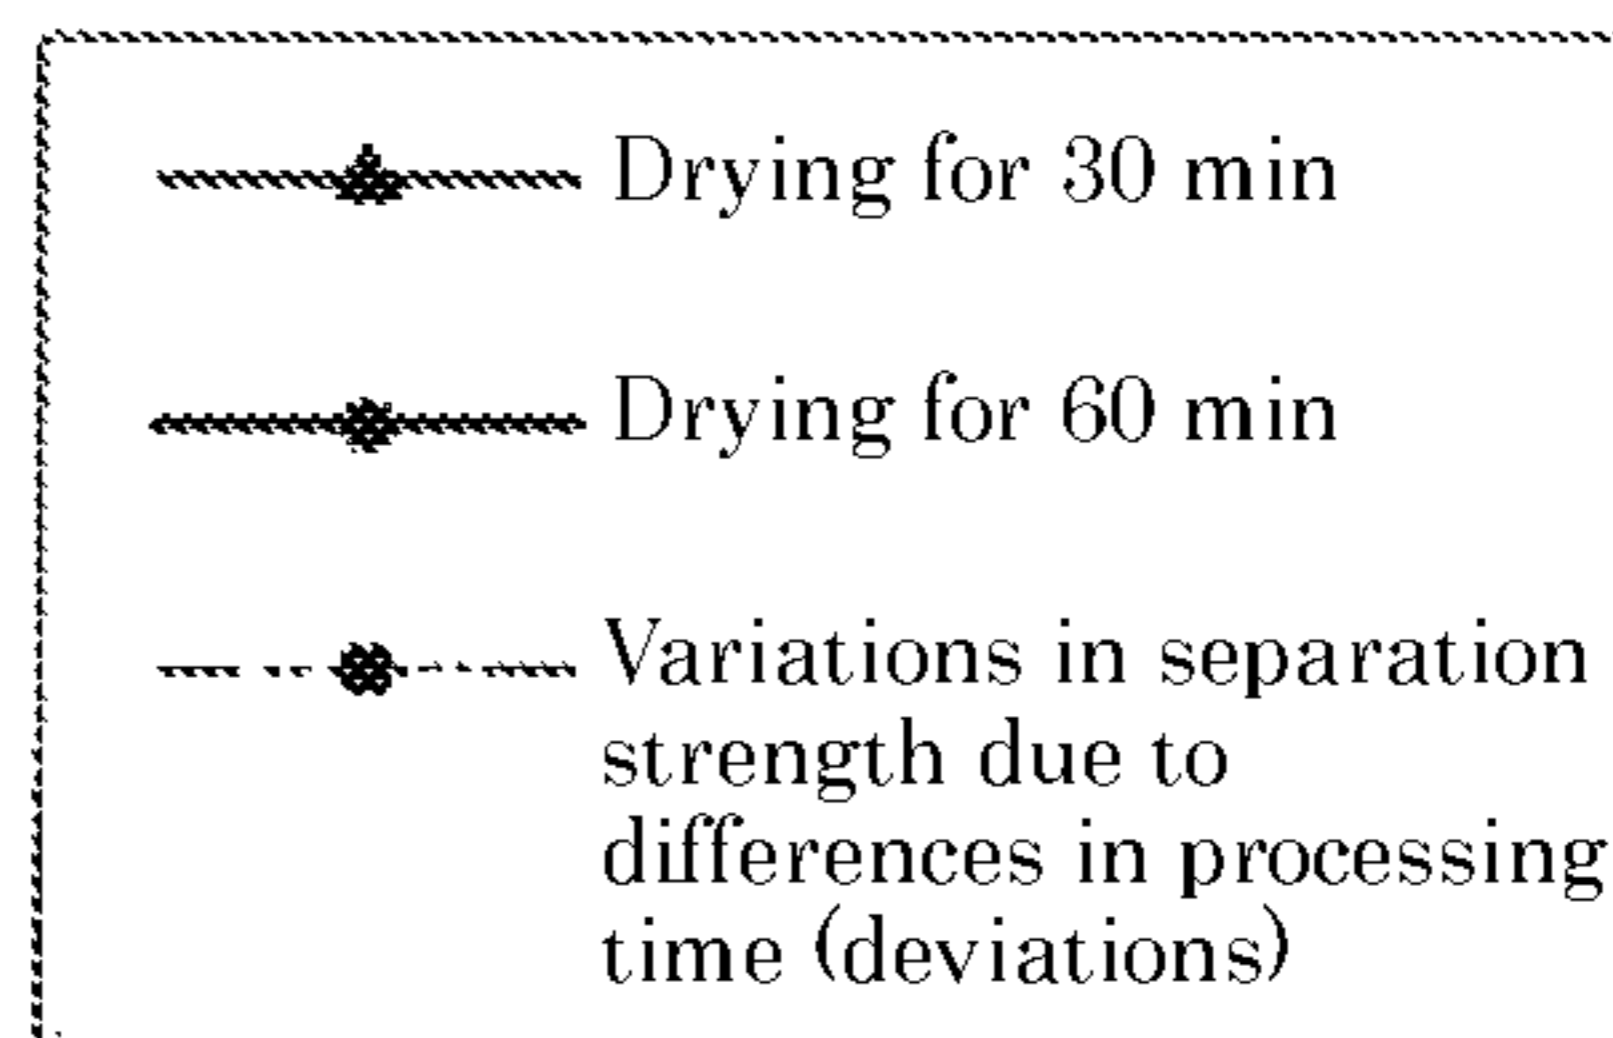 Drying for 30 min
Drying for 60 min
Variations in separation
strength due to
differences in processing
time (deviations)